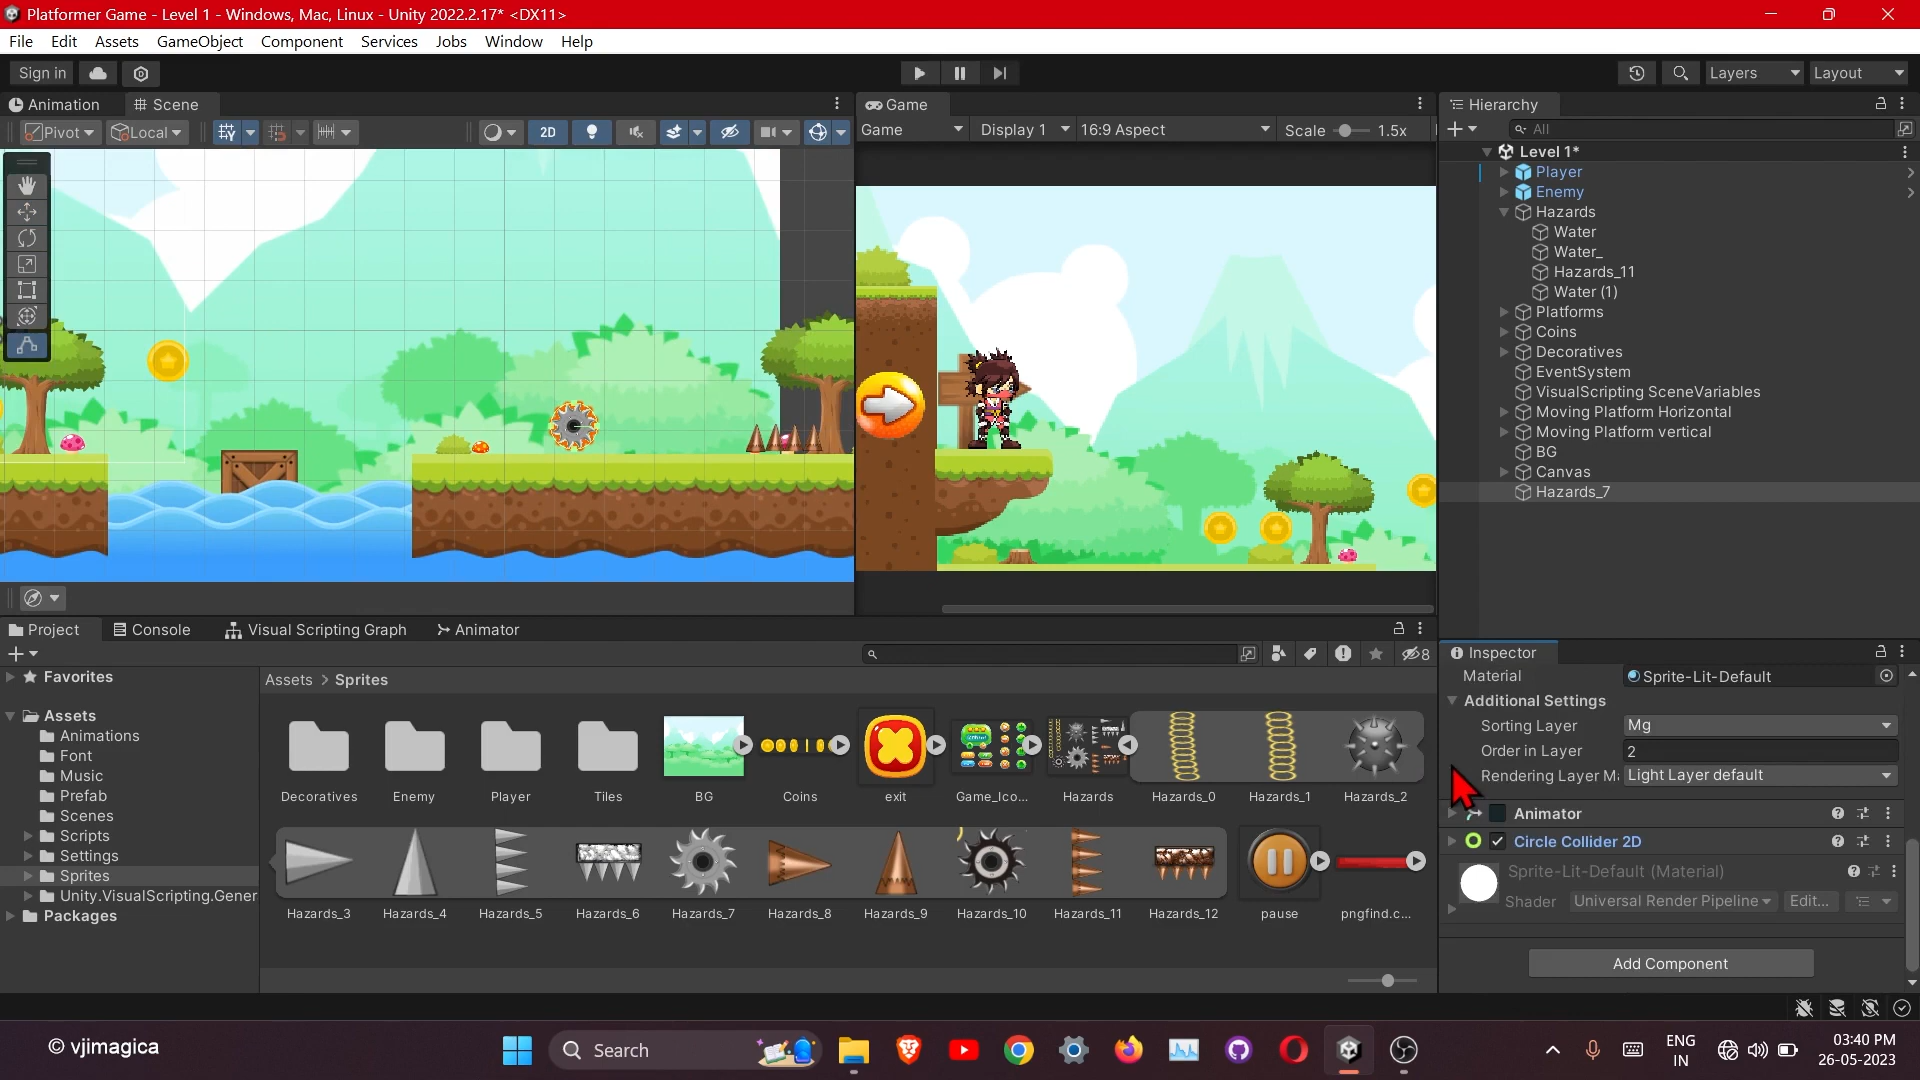 Platformer Game - Level 1 - Windows, Mac, Linux - Unity 2022.2.17* <DX11>
File Edit Assets GameObject Component Services Jobs Window Help
Sign in Layers Layout
Animation Scene
Pivot Local 2D
Game
Game Display 1 16:9 Aspect Scale 1.5x
Hierarchy
All
Level 1*
Player
Enemy
Hazards
Water
Water_
Hazards_11
Water (1)
Platforms
Coins
Decoratives
EventSystem
VisualScripting SceneVariables
Moving Platform Horizontal
Moving Platform vertical
BG
Canvas
Hazards_7
Project Console Visual Scripting Graph Animator
8
Favorites
Assets
Animations
Font
Music
Prefab
Scenes
Scripts
Settings
Sprites
Unity.VisualScripting.Gener
Packages
Assets > Sprites
Decoratives Enemy Player Tiles BG Coins exit Game_Ico... Hazards Hazards_0 Hazards_1 Hazards_2
Hazards_3 Hazards_4 Hazards_5 Hazards_6 Hazards_7 Hazards_8 Hazards_9 Hazards_10 Hazards_11 Hazards_12 pause pngfind.c...
Inspector
Material Sprite-Lit-Default
Additional Settings
Sorting Layer Mg
Order in Layer 2
Rendering Layer Ma Light Layer default
Animator
Circle Collider 2D
Sprite-Lit-Default (Material)
Shader Universal Render Pipeline Edit...
Add Component
© vjimagica
Search
ENG
IN
03:40 PM
26-05-2023